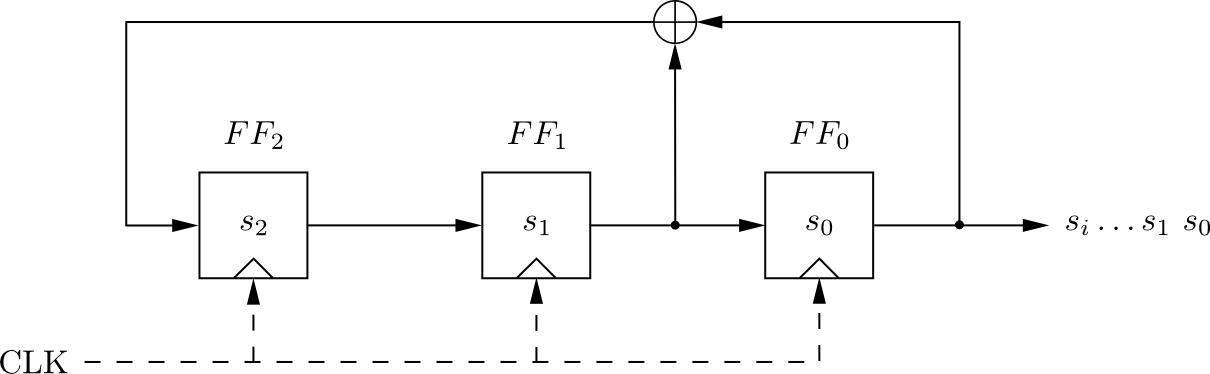 FF₂ FF₁ FF₀
s₂ s₁ s₀ sᵢ … s₁ s₀
CLK